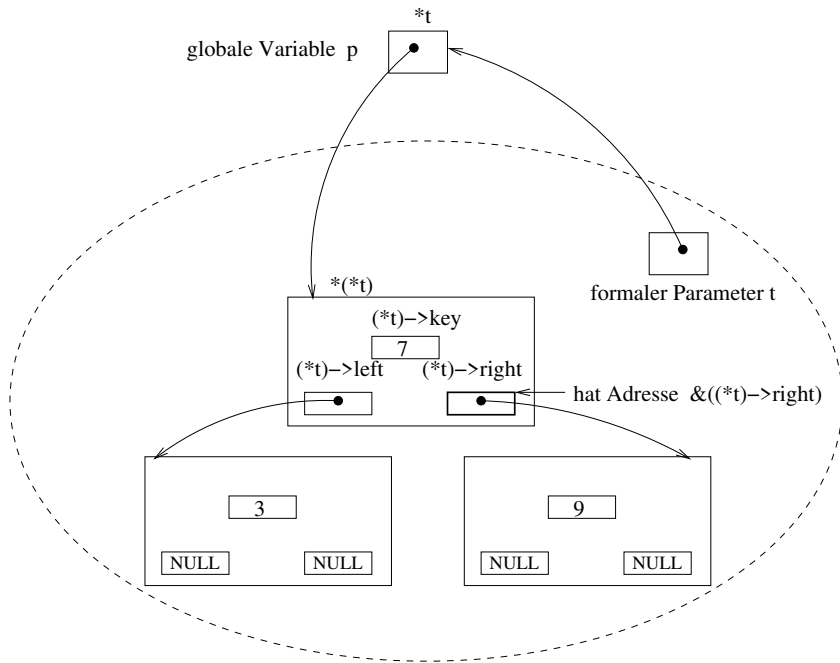 *t
globale Variable p
formaler Parameter t
*(*t)
(*t)−>key
7
(*t)−>left
(*t)−>right
hat Adresse &((*t)−>right)
3
9
NULL
NULL
NULL
NULL